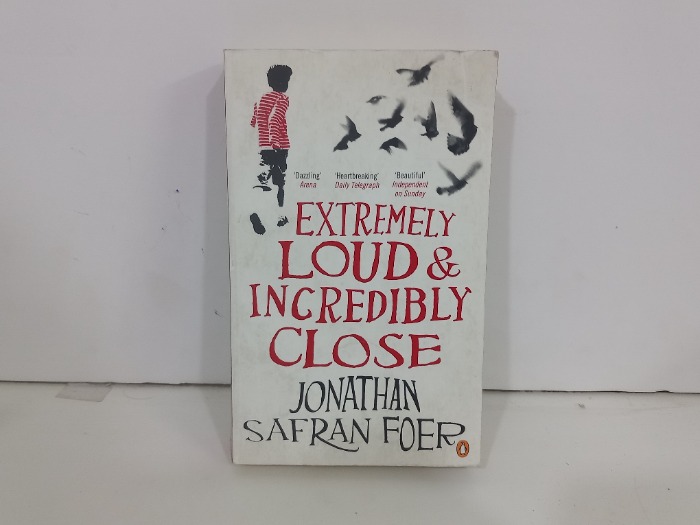 'Dazzling' 'Heartbreaking' 'Beautiful'
Arena Daily Telegraph Independent
on Sunday
EXTREMELY
LOUD &
INCREDIBLY
CLOSE
JONATHAN
SAFRAN FOER